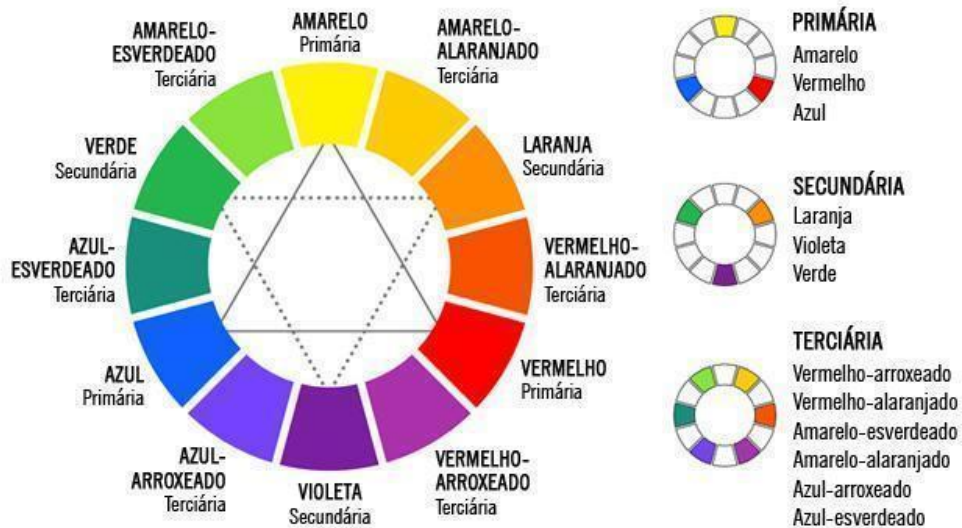 AMARELO
Primária
AMARELO-
ALARANJADO
Terciária
LARANJA
Secundária
VERMELHO-
ALARANJADO
Terciária
VERMELHO
Primária
VERMELHO-
ARROXEADO
Terciária
VIOLETA
Secundária
AZUL-
ARROXEADO
Terciária
AZUL
Primária
AZUL-
ESVERDEADO
Terciária
VERDE
Secundária
AMARELO-
ESVERDEADO
Terciária
PRIMÁRIA
Amarelo
Vermelho
Azul
SECUNDÁRIA
Laranja
Violeta
Verde
TERCIÁRIA
Vermelho-arroxeado
Vermelho-alaranjado
Amarelo-esverdeado
Amarelo-alaranjado
Azul-arroxeado
Azul-esverdeado